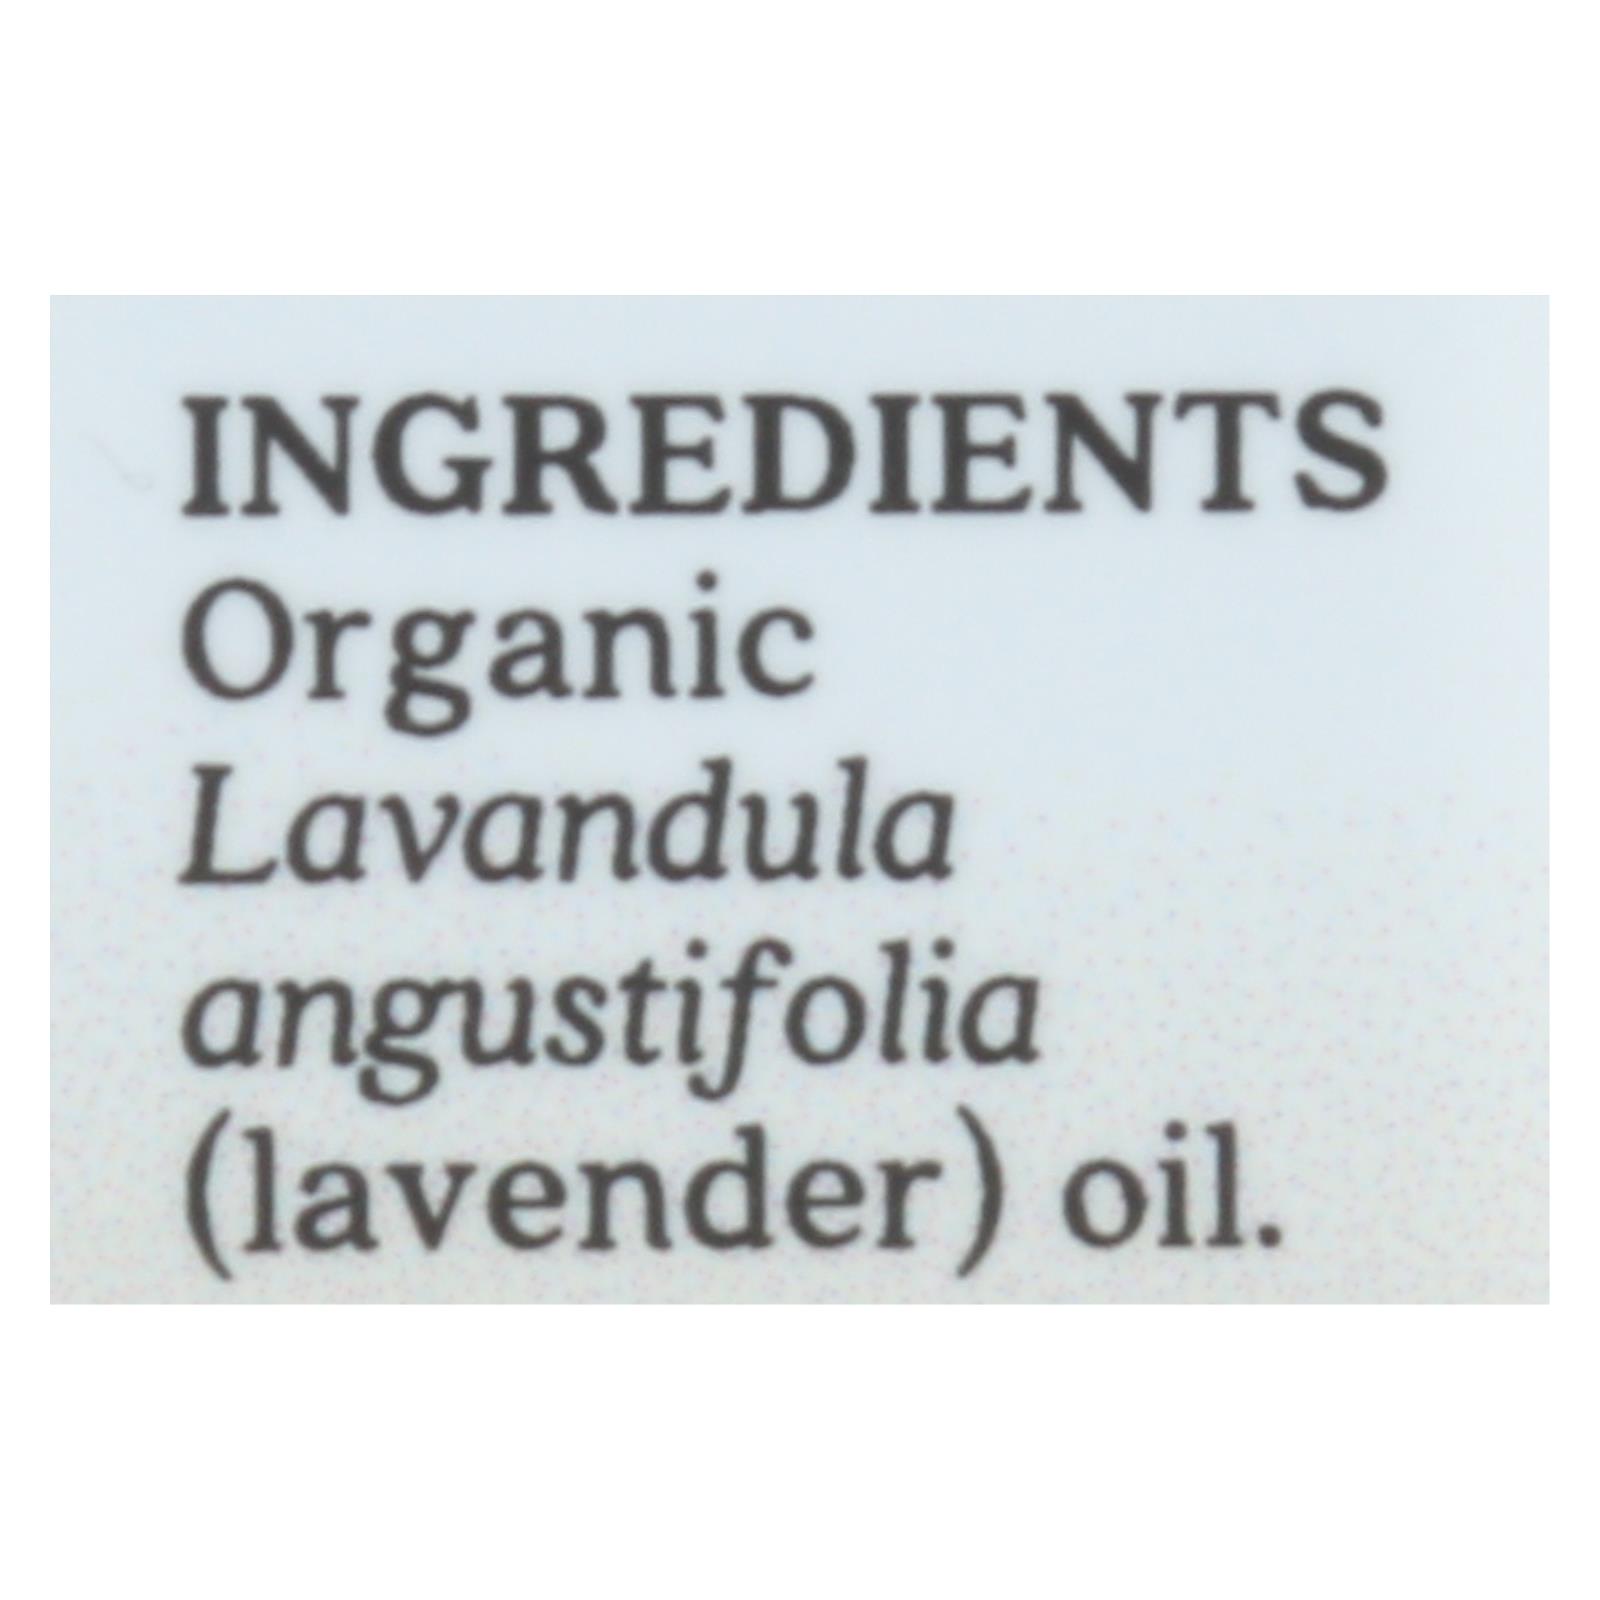 INGREDIENTS
Organic
Lavandula
angustifolia
(lavender) oil.